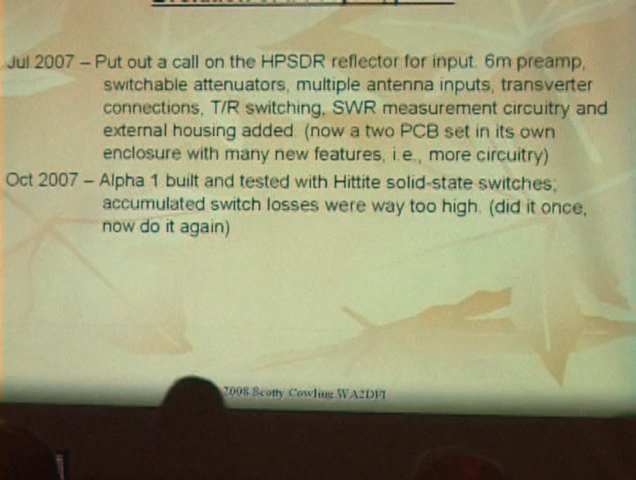 Jul 2007 – Put out a call on the HPSDR reflector for input. 6m preamp,
switchable attenuators, multiple antenna inputs, transverter
connections, T/R switching, SWR measurement circuitry and
external housing added. (now a two PCB set in its own
enclosure with many new features, i.e., more circuitry)
Oct 2007 – Alpha 1 built and tested with Hittite solid-state switches;
accumulated switch losses were way too high. (did it once,
now do it again)
2008 Scotty Cowling WA2DFI